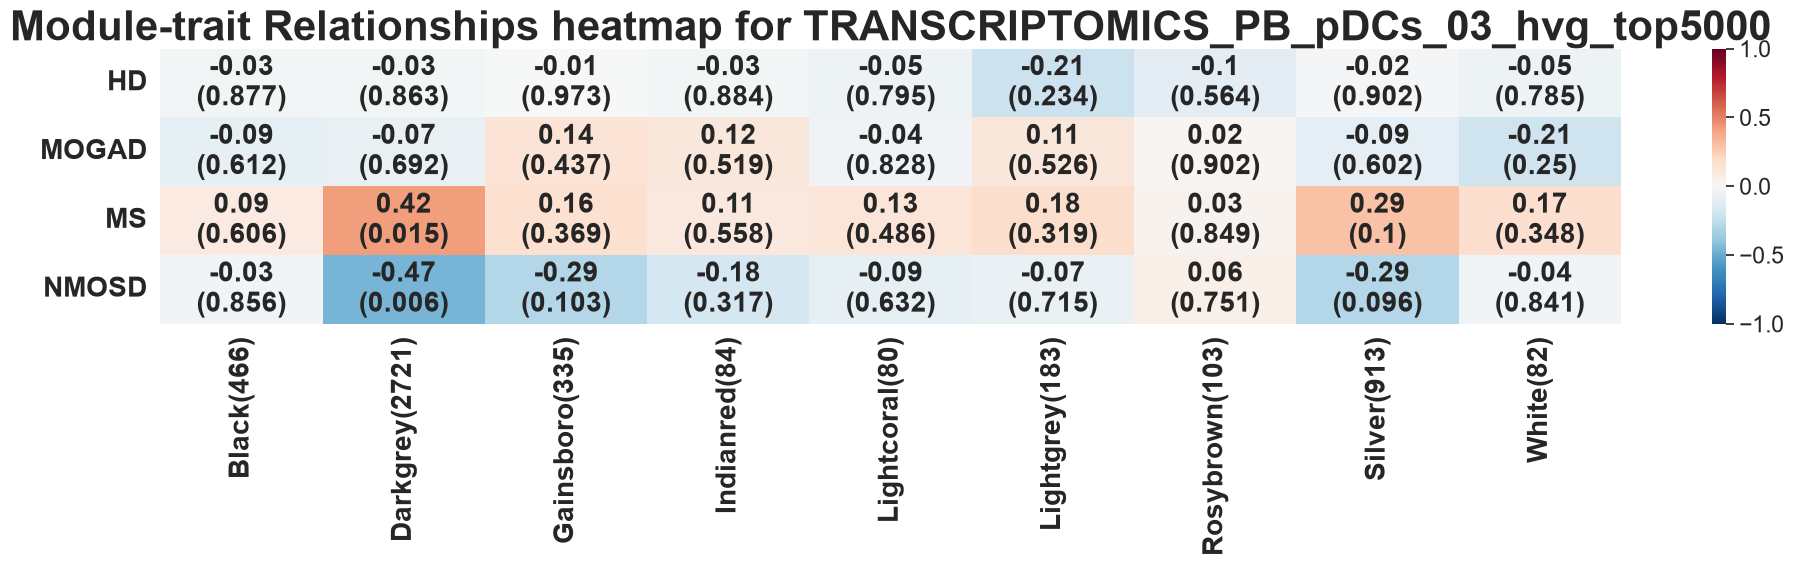 Module-trait Relationships heatmap for TRANSCRIPTOMICS_PB_pDCs_03_hvg_top5000
HD -0.03 -0.03 -0.01 -0.03 -0.05 -0.21 -0.1 -0.02 -0.05
(0.877) (0.863) (0.973) (0.884) (0.795) (0.234) (0.564) (0.902) (0.785)
MOGAD -0.09 -0.07 0.14 0.12 -0.04 0.11 0.02 -0.09 -0.21
(0.612) (0.692) (0.437) (0.519) (0.828) (0.526) (0.902) (0.602) (0.25)
MS 0.09 0.42 0.16 0.11 0.13 0.18 0.03 0.29 0.17
(0.606) (0.015) (0.369) (0.558) (0.486) (0.319) (0.849) (0.1) (0.348)
NMOSD -0.03 -0.47 -0.29 -0.18 -0.09 -0.07 0.06 -0.29 -0.04
(0.856) (0.006) (0.103) (0.317) (0.632) (0.715) (0.751) (0.096) (0.841)
Black(466)
Darkgrey(2721)
Gainsboro(335)
Indianred(84)
Lightcoral(80)
Lightgrey(183)
Rosybrown(103)
Silver(913)
White(82)
1.0
0.5
0.0
−0.5
−1.0